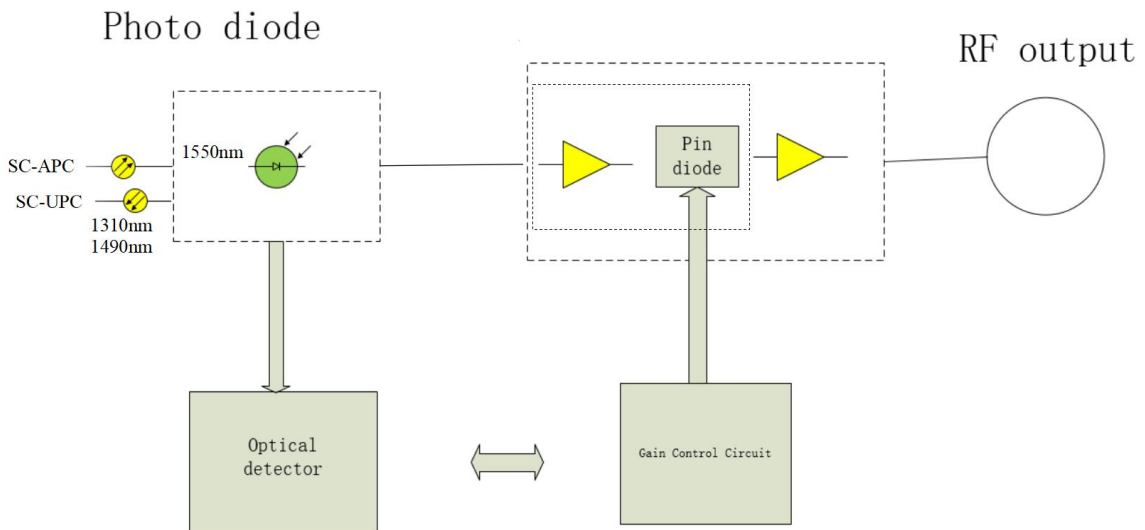 Photo diode
RF output
1550nm
SC-APC
SC-UPC
1310nm
1490nm
Pin
diode
Optical
detector
Gain Control Circuit